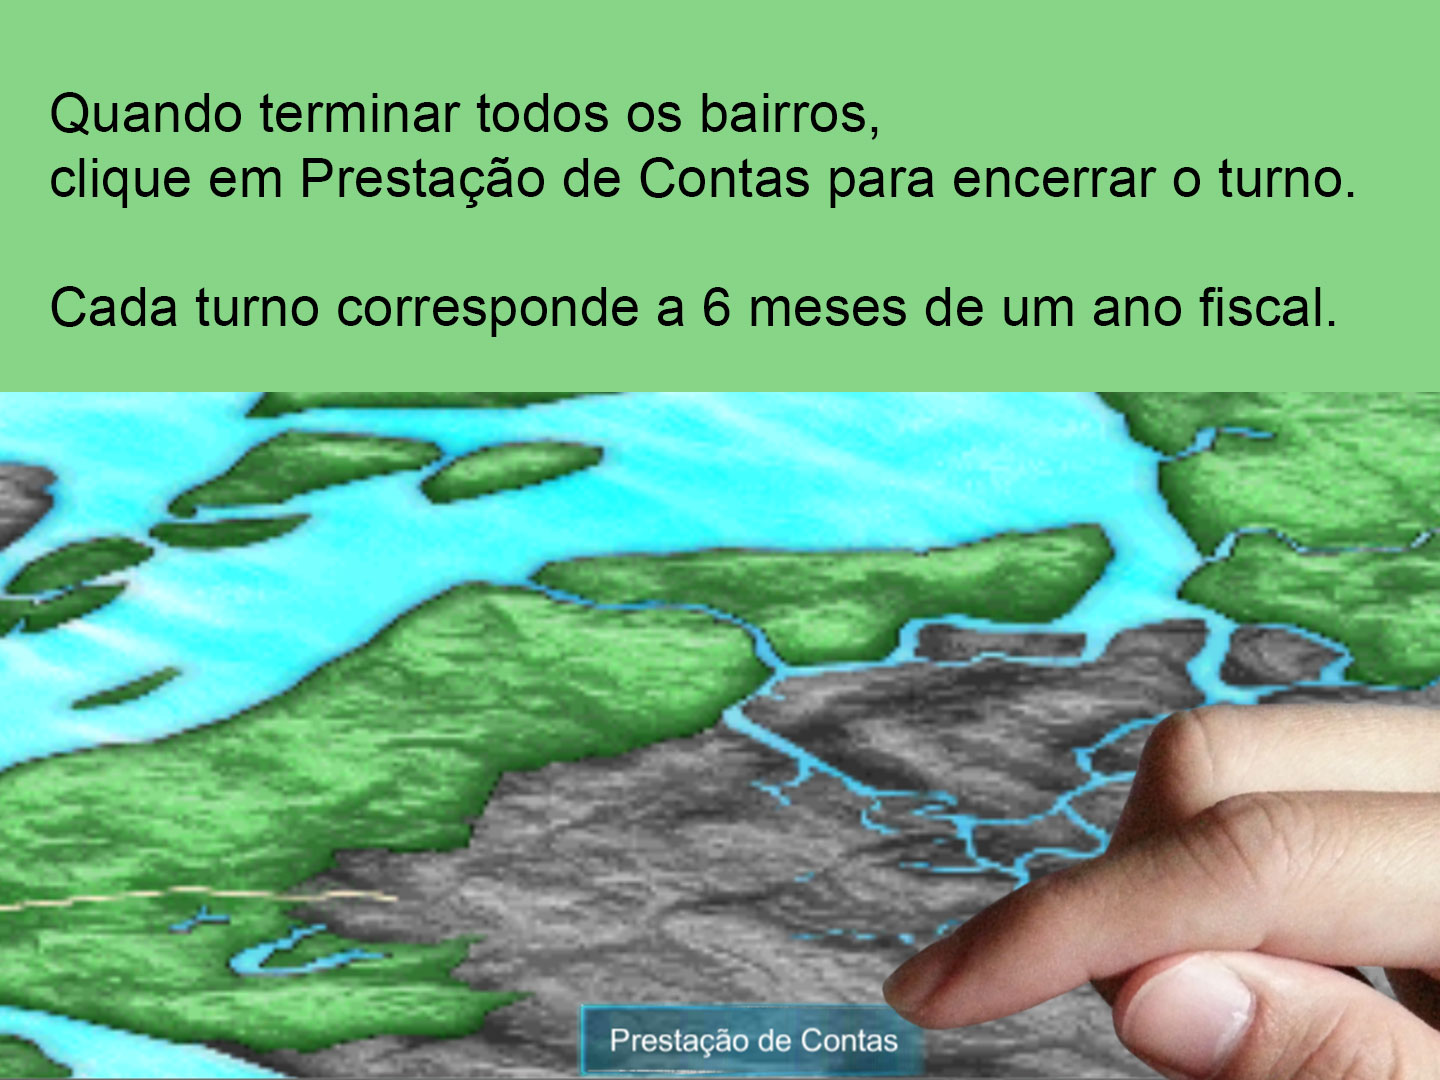 Quando terminar todos os bairros,
clique em Prestação de Contas para encerrar o turno.
Cada turno corresponde a 6 meses de um ano fiscal.
Prestação de Contas